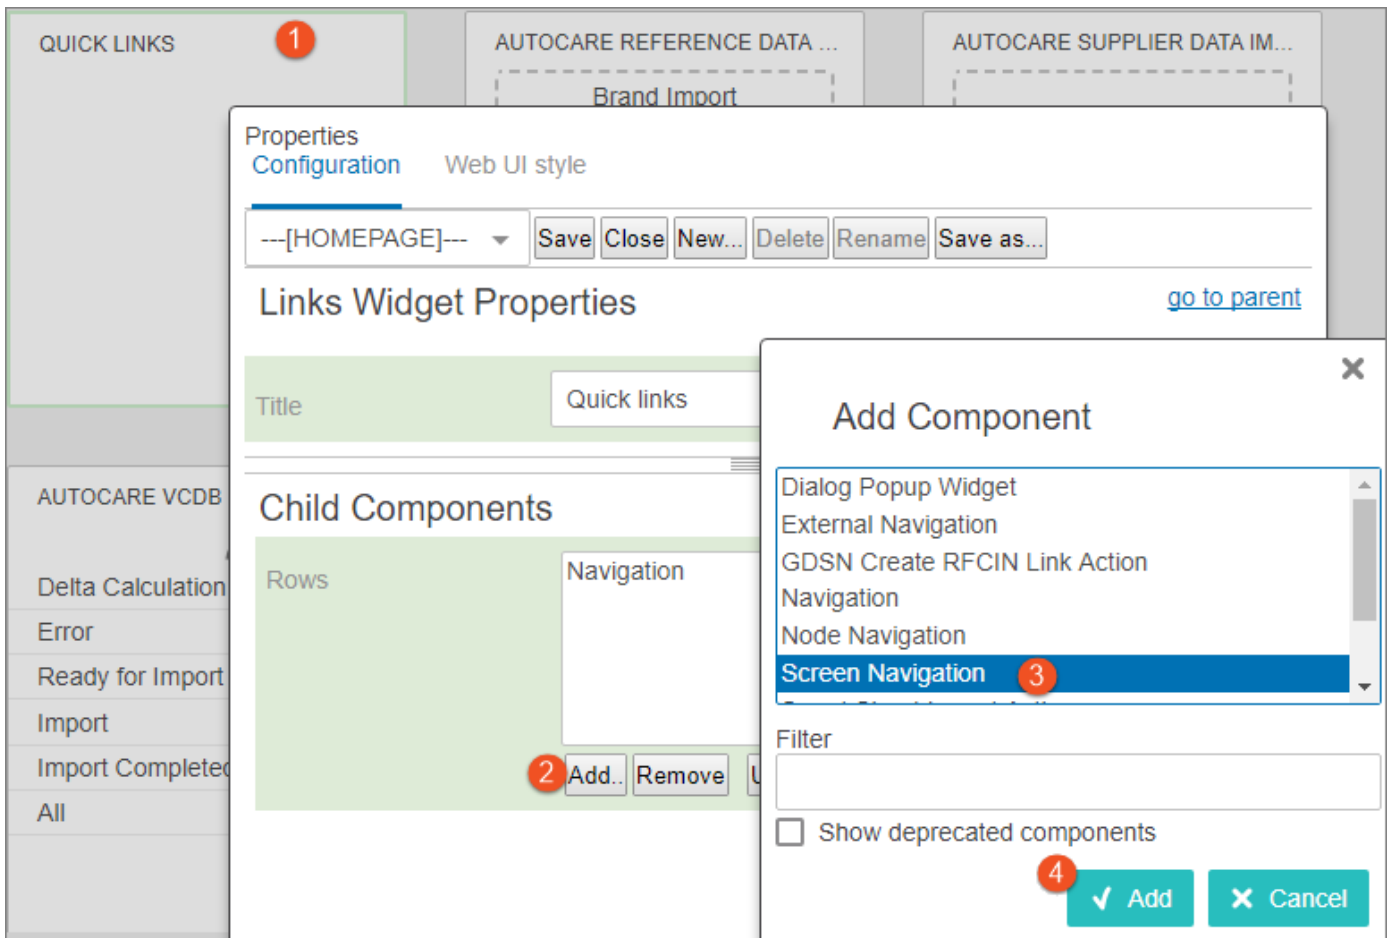 QUICK LINKS
1
AUTOCARE REFERENCE DATA ...
AUTOCARE SUPPLIER DATA IM...
Brand Import
Properties
Configuration
Web UI style
---[HOMEPAGE]---
Save
Close
New...
Delete
Rename
Save as...
Links Widget Properties
go to parent
Title
Quick links
Child Components
Rows
Navigation
2
Add..
Remove
AUTOCARE VCDB
Delta Calculation
Error
Ready for Import
Import
Import Completed
All
Add Component
Dialog Popup Widget
External Navigation
GDSN Create RFCIN Link Action
Navigation
Node Navigation
Screen Navigation
3
Filter
Show deprecated components
4
Add
Cancel